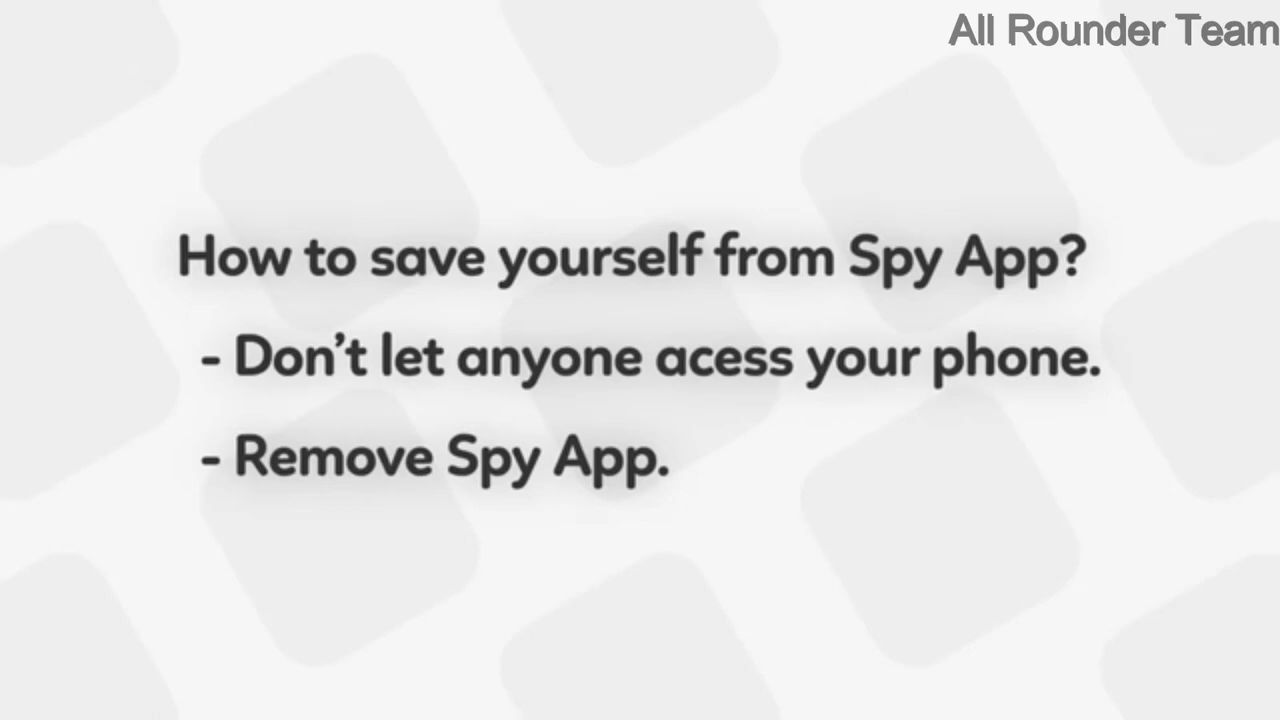 All Rounder Team
How to save yourself from Spy App?
- Don’t let anyone acess your phone.
- Remove Spy App.